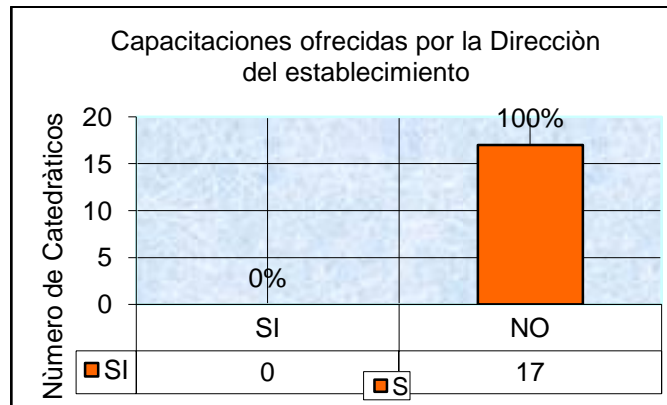 Capacitaciones ofrecidas por la Direcciòn
del establecimiento
Nùmero de Catedràticos
20
15
10
5
0
0%
100%
SI NO
SI 0 17
S